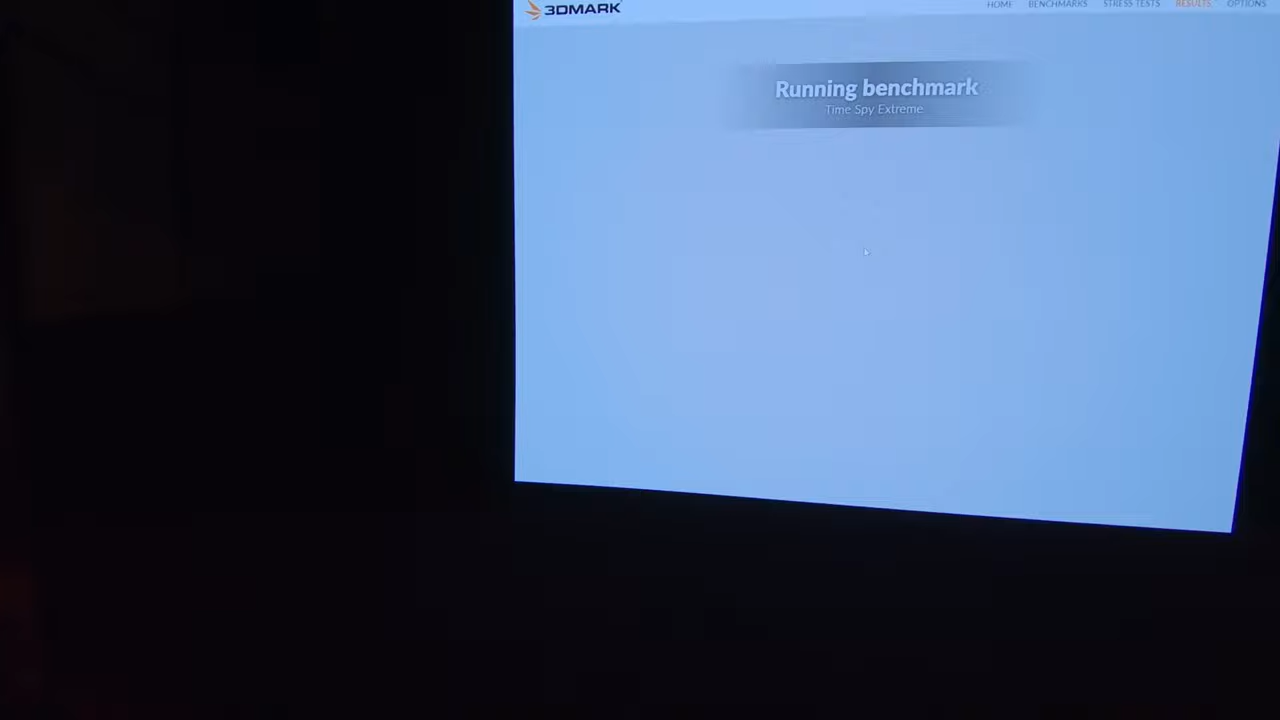 3DMARK
HOME BENCHMARKS STRESS TESTS RESULTS OPTIONS
Running benchmark
Time Spy Extreme